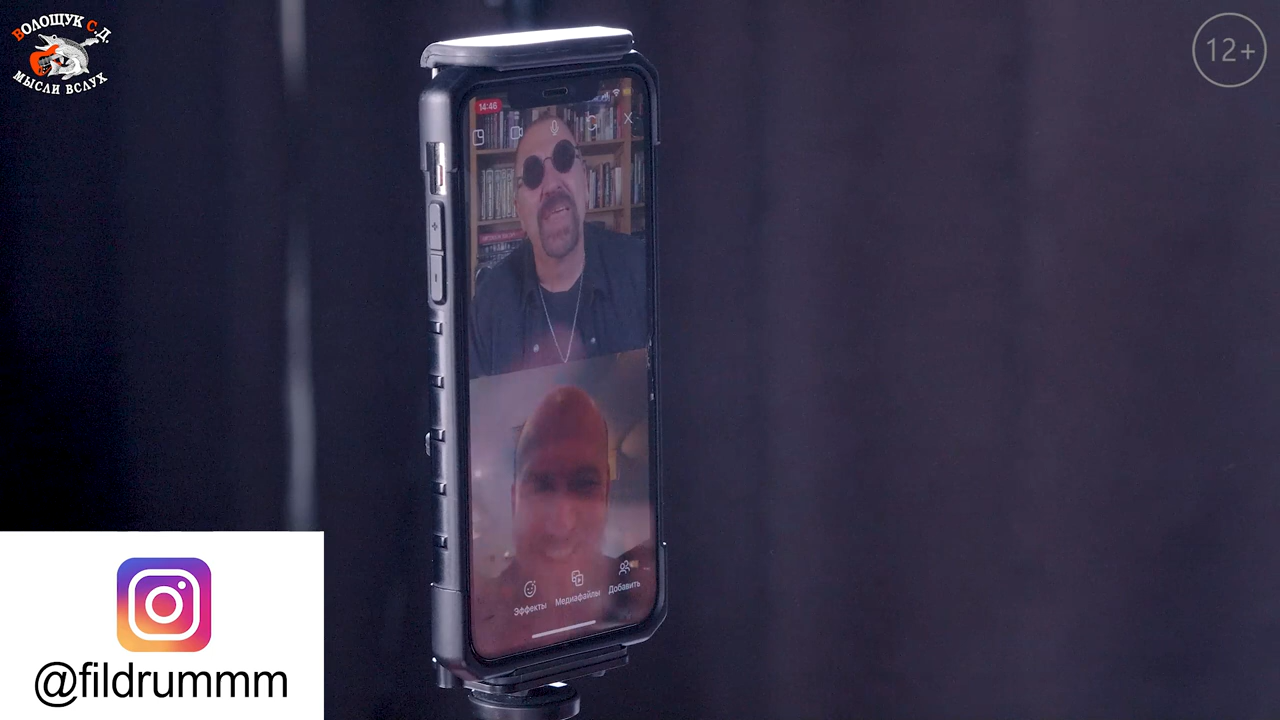 ВОЛОЩУК С.Д.
МЫСЛИ ВСЛУХ
12+
14:46
+
Эффекты
Медиафайлы
Добавить
@fildrummm